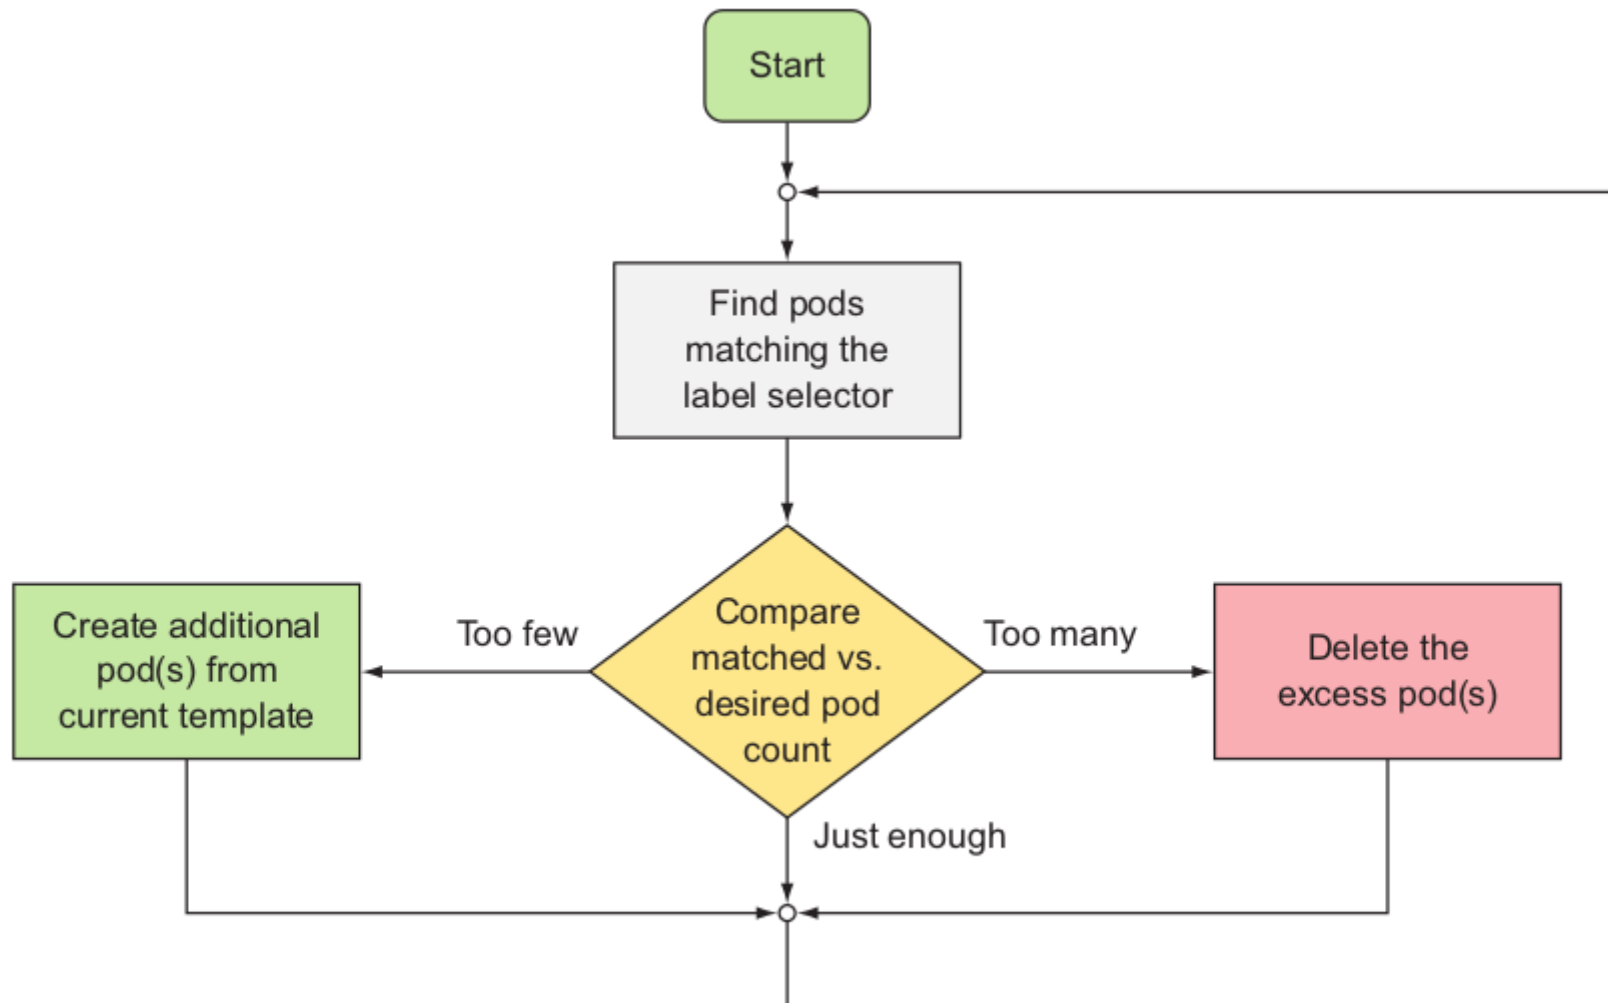 Start
Find pods
matching the
label selector
Create additional
pod(s) from
current template
Too few
Compare
matched vs.
desired pod
count
Too many
Delete the
excess pod(s)
Just enough